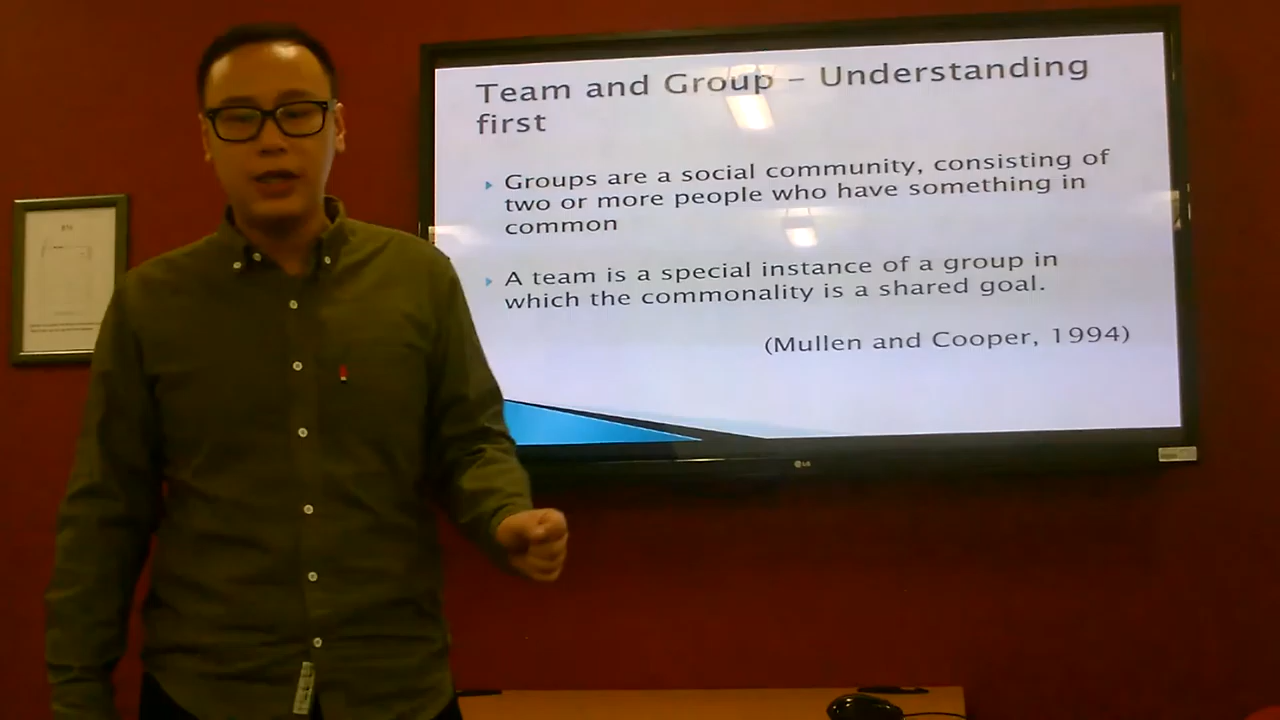 Team and Group – Understanding
first
Groups are a social community, consisting of
two or more people who have something in
common
A team is a special instance of a group in
which the commonality is a shared goal.
(Mullen and Cooper, 1994)
LG